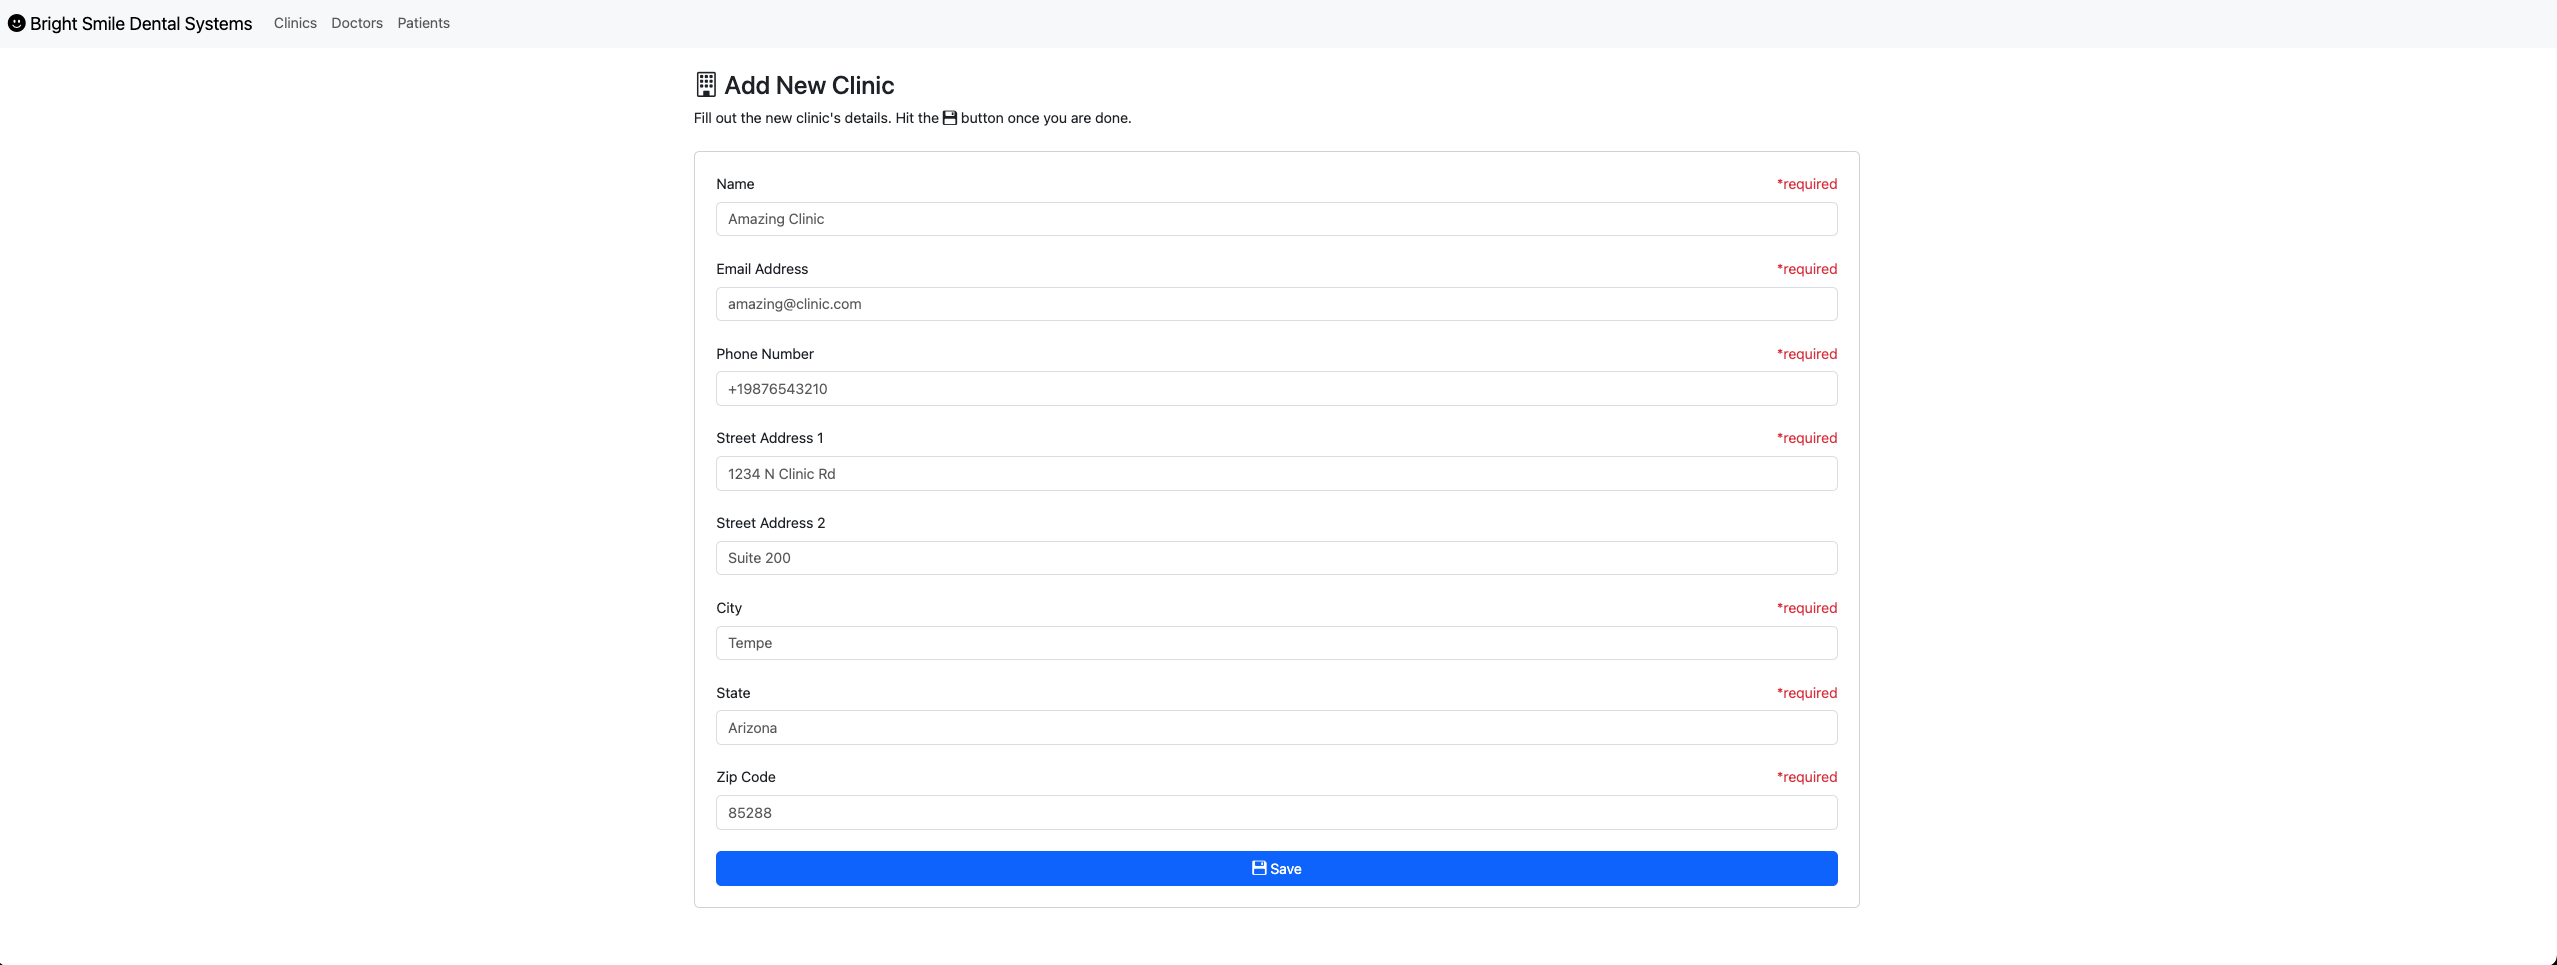 Bright Smile Dental Systems Clinics Doctors Patients
Add New Clinic
Fill out the new clinic's details. Hit the button once you are done.
Name *required
Amazing Clinic
Email Address *required
amazing@clinic.com
Phone Number *required
+19876543210
Street Address 1 *required
1234 N Clinic Rd
Street Address 2
Suite 200
City *required
Tempe
State *required
Arizona
Zip Code *required
85288
Save